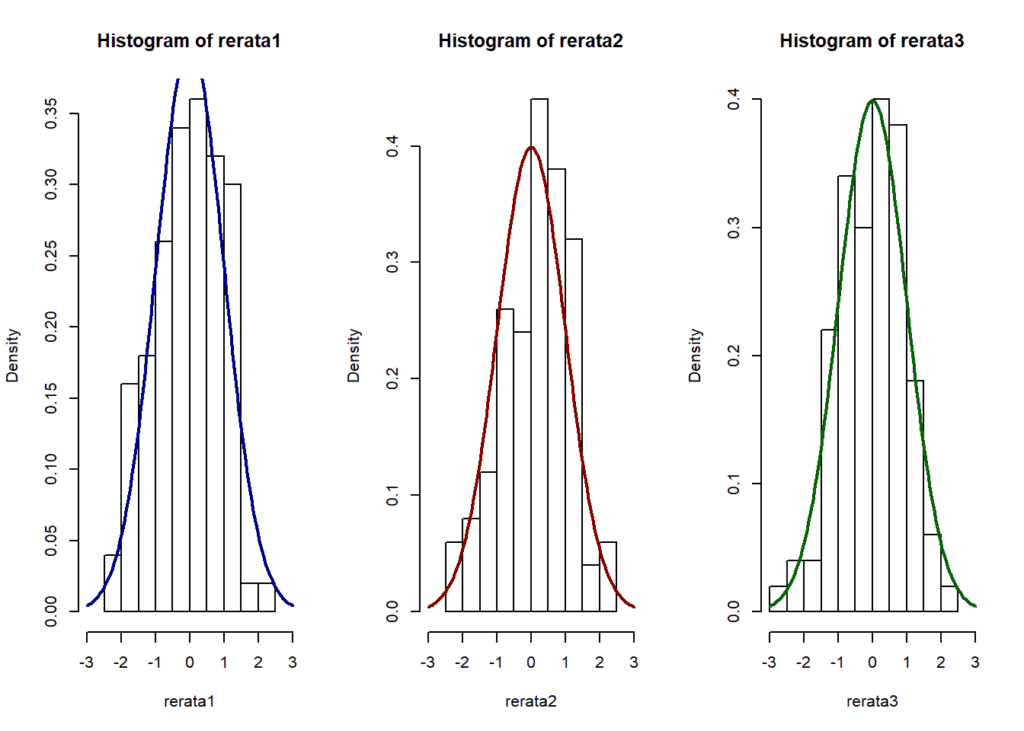 Histogram of rerata1
Density
0.00 0.05 0.10 0.15 0.20 0.25 0.30 0.35
-3 -2 -1 0 1 2 3
rerata1
Histogram of rerata2
Density
0.0 0.1 0.2 0.3 0.4
-3 -2 -1 0 1 2 3
rerata2
Histogram of rerata3
Density
0.0 0.1 0.2 0.3 0.4
-3 -2 -1 0 1 2 3
rerata3